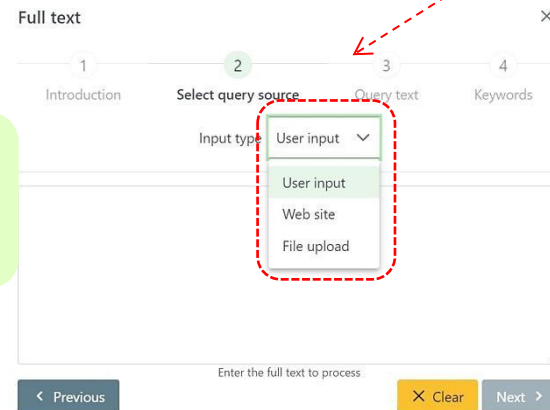 Full text
1 2 3 4
Introduction Select query source Query text Keywords
Input type User input
User input
Web site
File upload
Enter the full text to process
Previous Clear Next